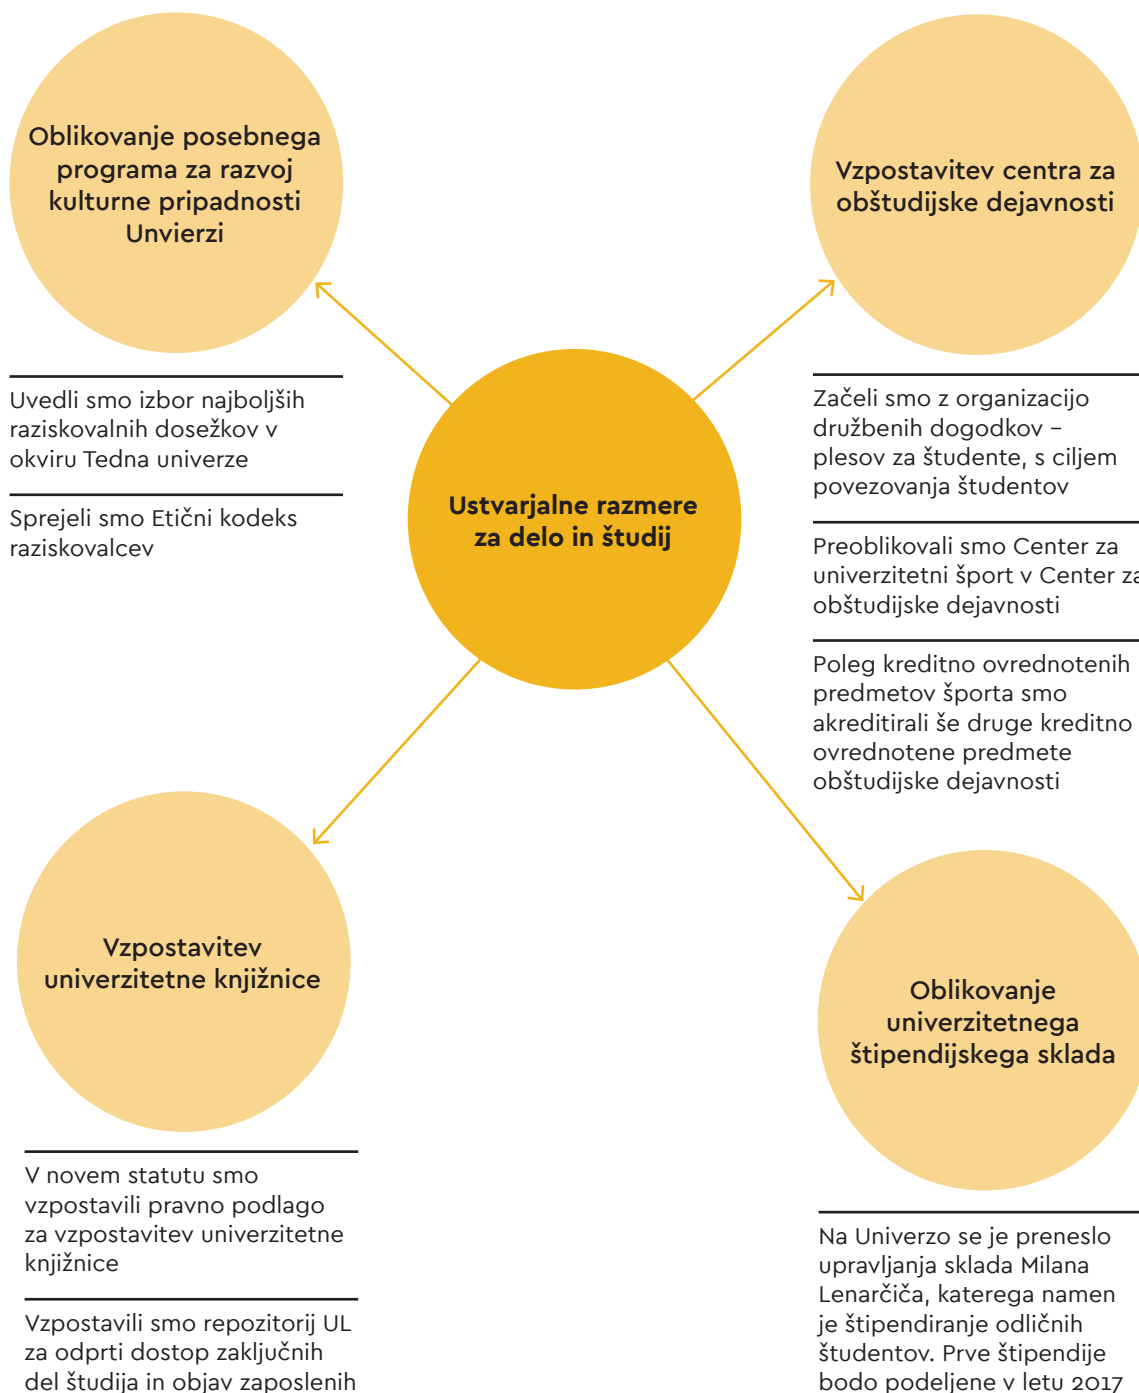 Oblikovanje posebnega
programa za razvoj
kulturne pripadnosti
Unvierzi
Uvedli smo izbor najboljših
raziskovalnih dosežkov v
okviru Tedna univerze
Sprejeli smo Etični kodeks
raziskovalcev
Vzpostavitev centra za
obštudijske dejavnosti
Začeli smo z organizacijo
družbenih dogodkov –
plesov za študente, s ciljem
povezovanja študentov
Preoblikovali smo Center za
univerzitetni šport v Center za
obštudijske dejavnosti
Poleg kreditno ovrednotenih
predmetov športa smo
akreditirali še druge kreditno
ovrednotene predmete
obštudijske dejavnosti
Ustvarjalne razmere
za delo in študij
Vzpostavitev
univerzitetne knjižnice
V novem statutu smo
vzpostavili pravno podlago
za vzpostavitev univerzitetne
knjižnice
Vzpostavili smo repozitorij UL
za odprti dostop zaključnih
del študija in objav zaposlenih
Oblikovanje
univerzitetnega
štipendijskega sklada
Na Univerzo se je preneslo
upravljanja sklada Milana
Lenarčiča, katerega namen
je štipendiranje odličnih
študentov. Prve štipendije
bodo podeljene v letu 2017